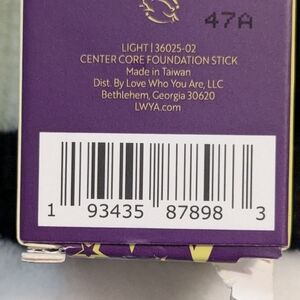 47A
LIGHT | 36025-02
CENTER CORE FOUNDATION STICK
Made in Taiwan
Dist. By Love Who You Are, LLC
Bethlehem, Georgia 30620
LWYA.com
1 93435 87898 3